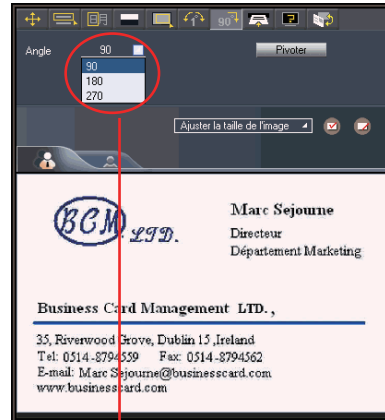 90°
Angle 90 Pivoter
90
180
270
Ajuster la taille de l'image
BCM LTD.
Marc Sejourne
Directeur
Département Marketing
Business Card Management LTD. ,
35, Riverwood Grove, Dublin 15 ,Ireland
Tel: 0514-8794559 Fax: 0514-8794562
E-mail: Marc Sejourne@businesscard.com
www.businesscard.com